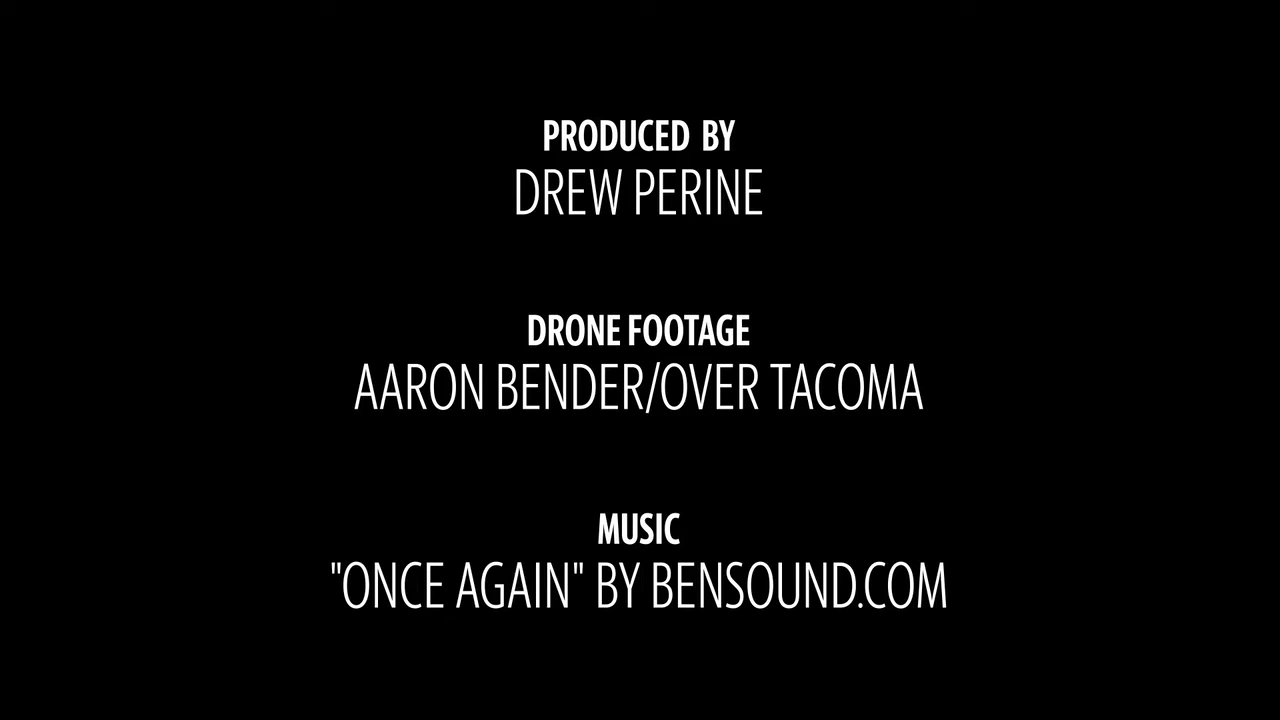 PRODUCED BY
DREW PERINE
DRONE FOOTAGE
AARON BENDER/OVER TACOMA
MUSIC
"ONCE AGAIN" BY BENSOUND.COM